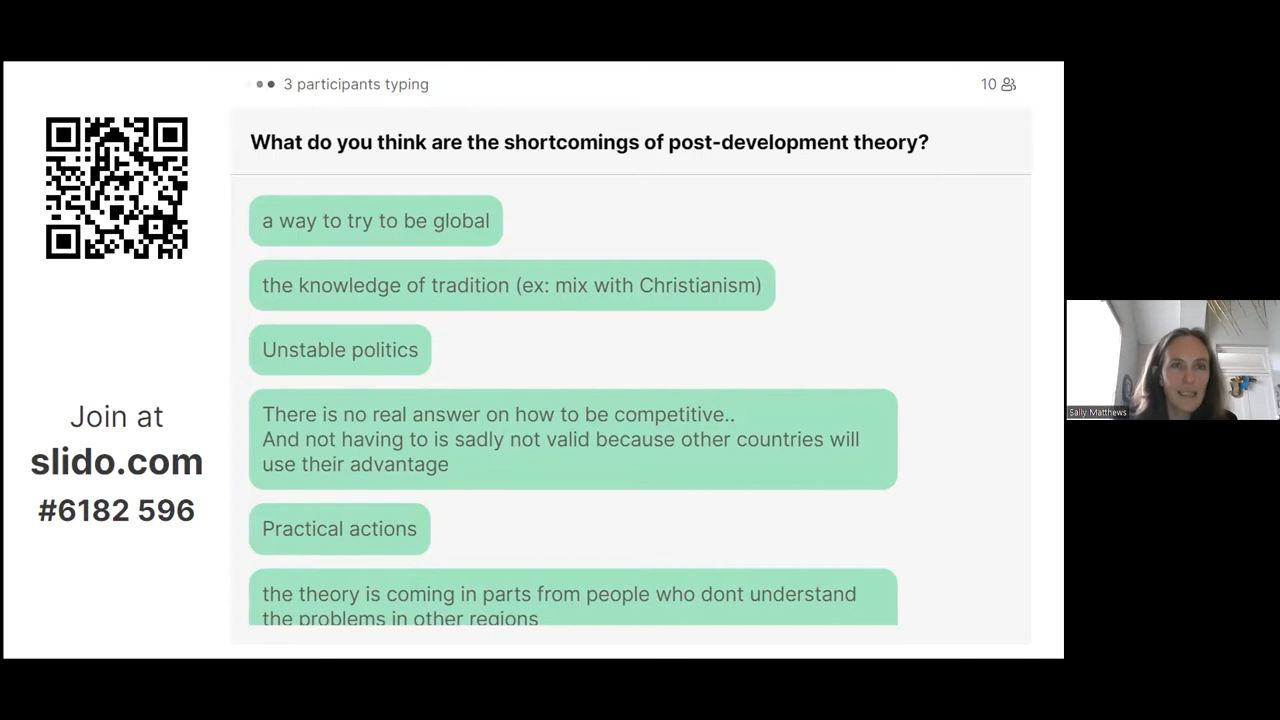 3 participants typing
10
What do you think are the shortcomings of post-development theory?
a way to try to be global
the knowledge of tradition (ex: mix with Christianism)
Unstable politics
There is no real answer on how to be competitive..
And not having to is sadly not valid because other countries will
use their advantage
Practical actions
the theory is coming in parts from people who dont understand
the problems in other regions
Join at
slido.com
#6182 596
Sally Matthews